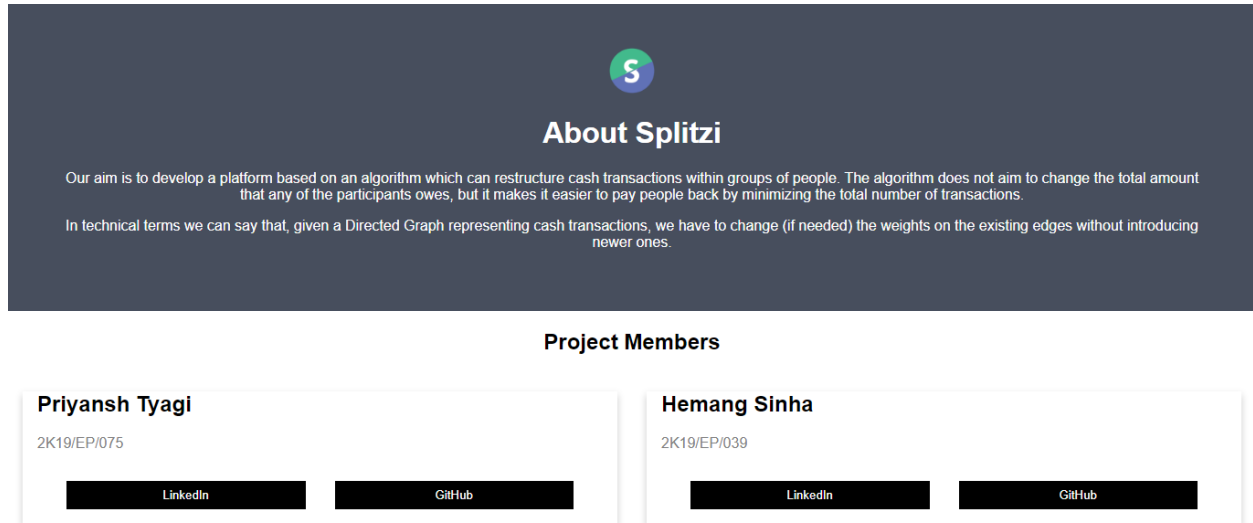 S
About Splitzi
Our aim is to develop a platform based on an algorithm which can restructure cash transactions within groups of people. The algorithm does not aim to change the total amount
that any of the participants owes, but it makes it easier to pay people back by minimizing the total number of transactions.
In technical terms we can say that, given a Directed Graph representing cash transactions, we have to change (if needed) the weights on the existing edges without introducing
newer ones.
Project Members
Priyansh Tyagi
2K19/EP/075
LinkedIn GitHub
Hemang Sinha
2K19/EP/039
LinkedIn GitHub